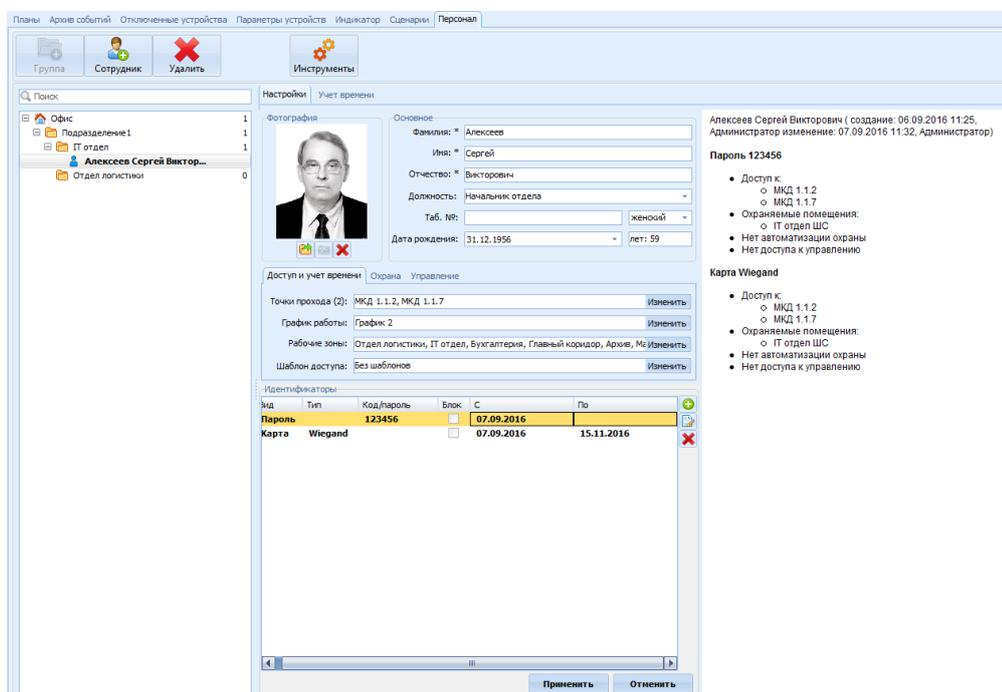 Планы Архив событий Отключенные устройства Параметры устройств Индикатор Сценарии Персонал
Группа Сотрудник Удалить Инструменты
Поиск
Офис 1
Подразделение1 1
IT отдел 1
Алексеев Сергей Виктор...
Отдел логистики 0
Настройки Учет времени
Фотография
Основное
Фамилия: * Алексеев
Имя: * Сергей
Отчество: * Викторович
Должность: Начальник отдела
Таб. №: женский
Дата рождения: 31.12.1956 лет: 59
Доступ и учет времени Охрана Управление
Точки прохода (2): МКД 1.1.2, МКД 1.1.7 Изменить
График работы: График 2 Изменить
Рабочие зоны: Отдел логистики, IT отдел, Бухгалтерия, Главный коридор, Архив, Ма Изменить
Шаблон доступа: Без шаблонов Изменить
Идентификаторы
Вид Тип Код/пароль Блок С По
Пароль 123456 07.09.2016
Карта Wiegand 07.09.2016 15.11.2016
Применить Отменить
Алексеев Сергей Викторович ( создание: 06.09.2016 11:25,
Администратор изменение: 07.09.2016 11:32, Администратор)
Пароль 123456
Доступ к:
МКД 1.1.2
МКД 1.1.7
Охраняемые помещения:
IT отдел ШС
Нет автоматизации охраны
Нет доступа к управлению
Карта Wiegand
Доступ к:
МКД 1.1.2
МКД 1.1.7
Охраняемые помещения:
IT отдел ШС
Нет автоматизации охраны
Нет доступа к управлению